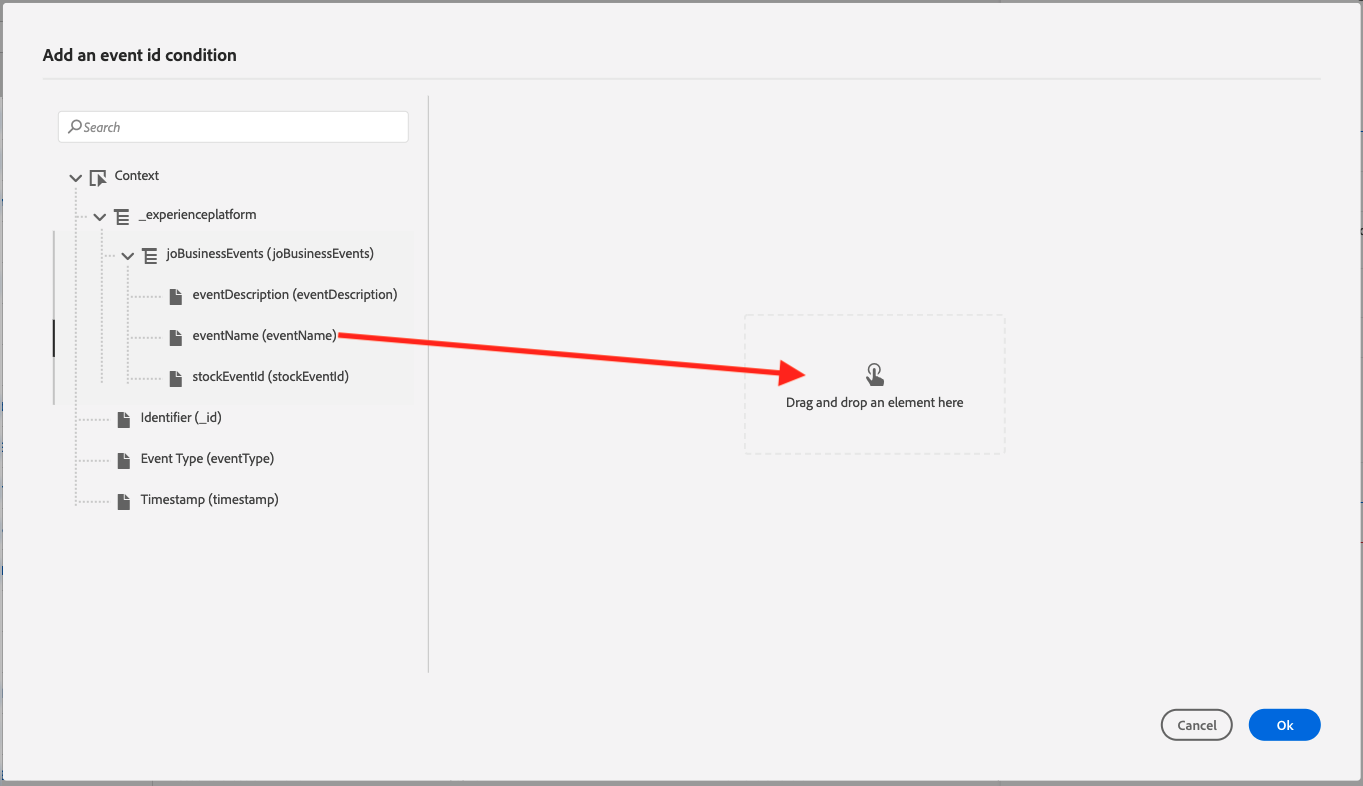 Add an event id condition
Search
Context
_experienceplatform
joBusinessEvents (joBusinessEvents)
eventDescription (eventDescription)
eventName (eventName)
stockEventId (stockEventId)
Identifier (_id)
Event Type (eventType)
Timestamp (timestamp)
Drag and drop an element here
Cancel
Ok